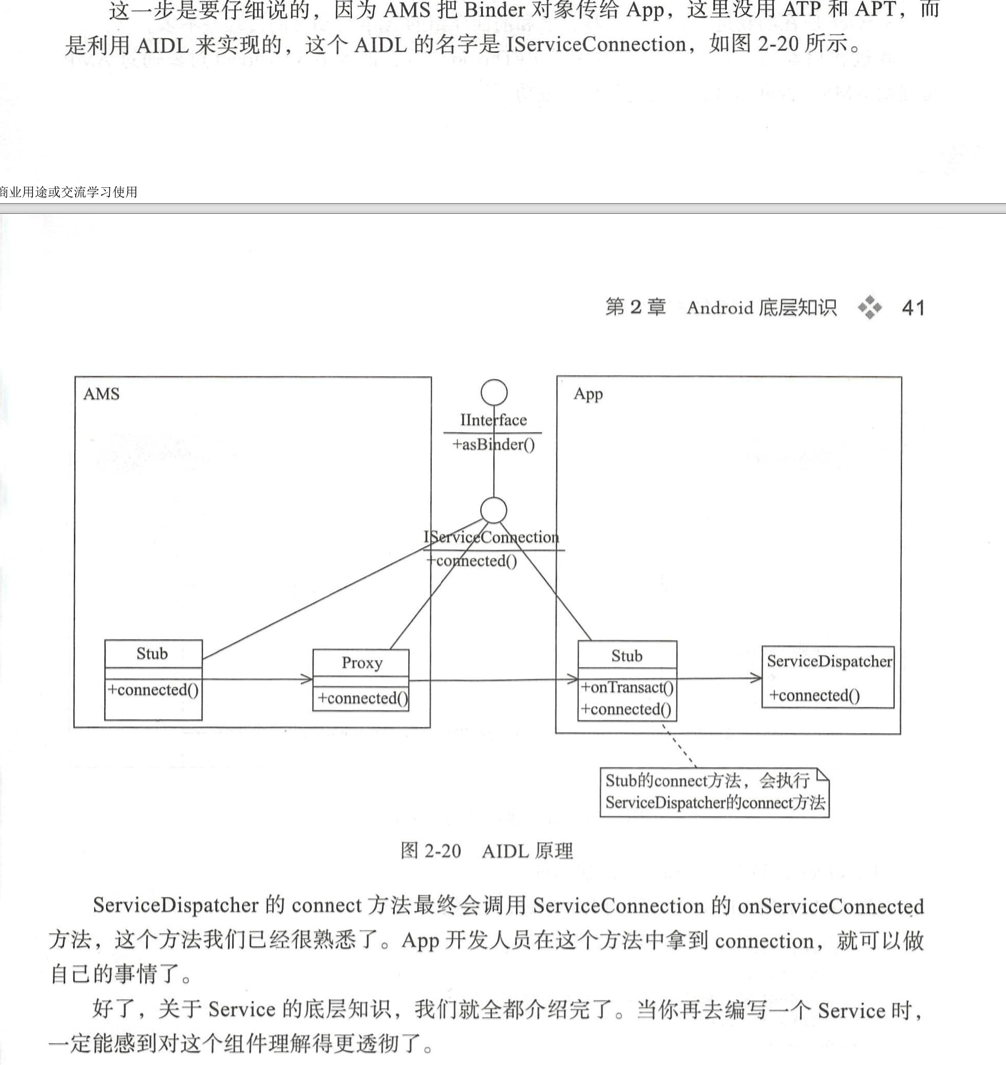 这一步是要仔细说的，因为 AMS 把 Binder 对象传给 App，这里没用 ATP 和 APT，而
是利用 AIDL 来实现的，这个 AIDL 的名字是 IServiceConnection，如图 2-20 所示。
商业用途或交流学习使用
第 2 章 Android 底层知识 41
AMS
App
IInterface
+asBinder()
IServiceConnection
+connected()
Stub
+connected()
Proxy
+connected()
Stub
+onTransact()
+connected()
ServiceDispatcher
+connected()
Stub的connect方法，会执行
ServiceDispatcher的connect方法
图 2-20 AIDL 原理
ServiceDispatcher 的 connect 方法最终会调用 ServiceConnection 的 onServiceConnected
方法，这个方法我们已经很熟悉了。App 开发人员在这个方法中拿到 connection，就可以做
自己的事情了。
好了，关于 Service 的底层知识，我们就全都介绍完了。当你再去编写一个 Service 时，
一定能感到对这个组件理解得更透彻了。